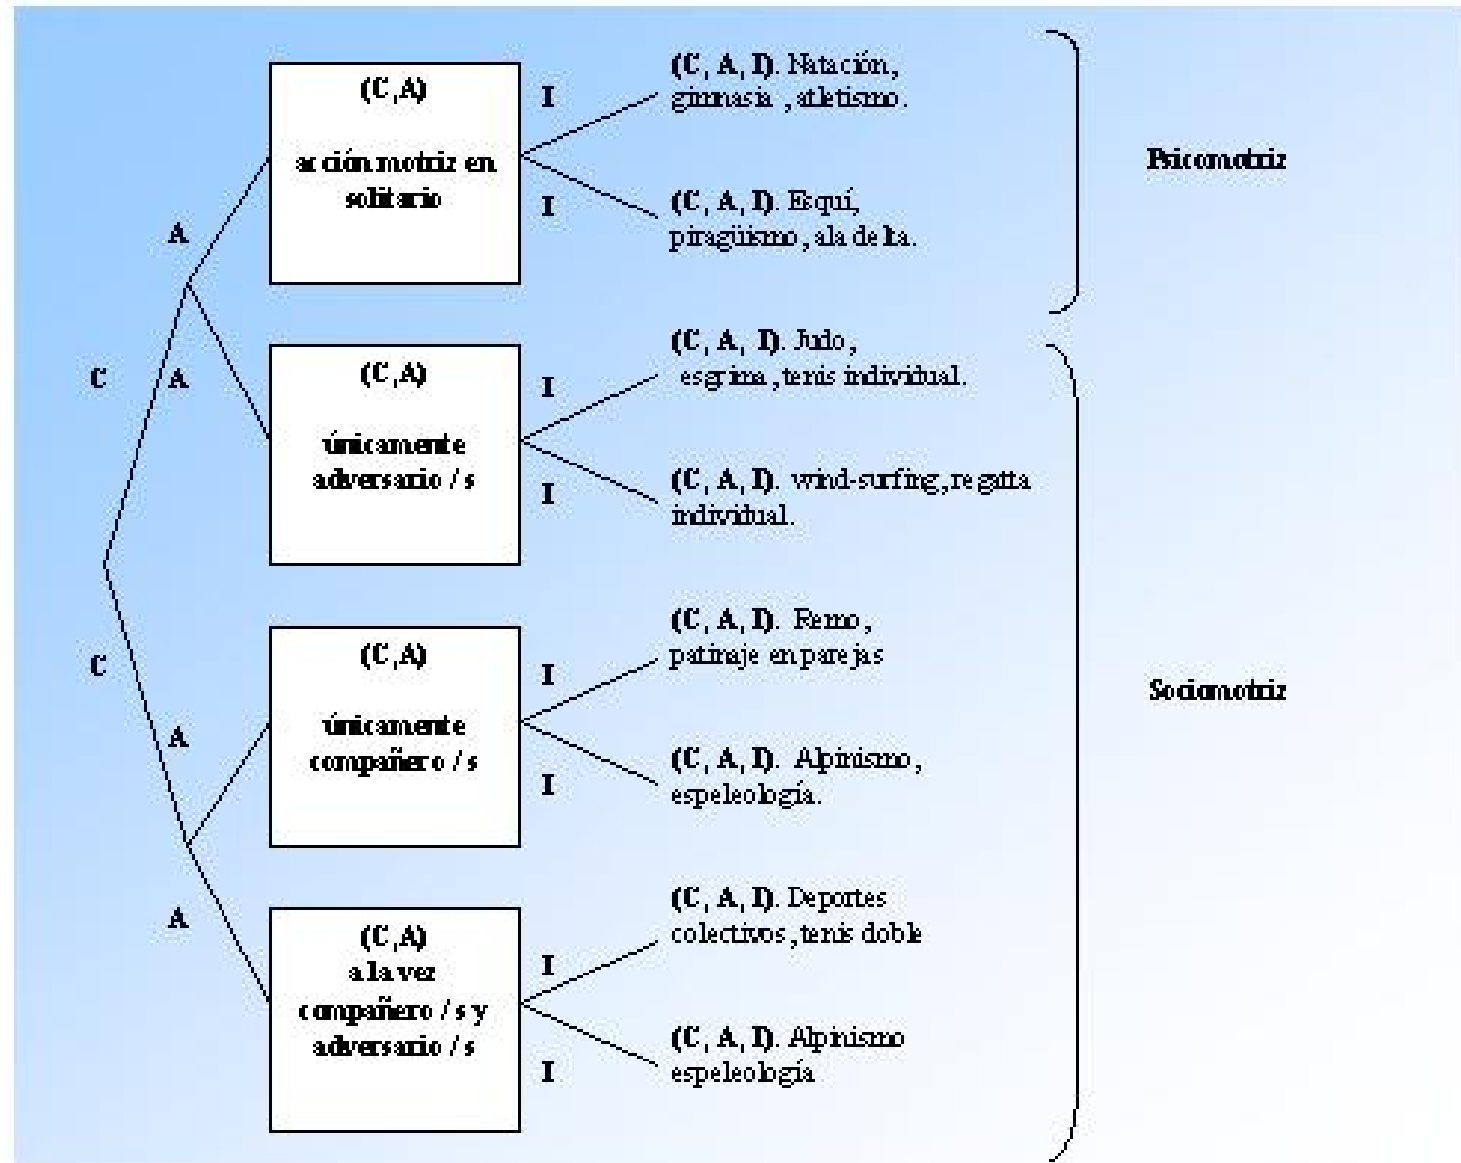 (C,A)
acción motriz en
solitario
I
I
(C, A, I). Natación,
gimnasia , atletismo.
(C, A, I). Esquí,
piragüismo, ala delta.
Psicomotriz
A
A
C
(C,A)
únicamente
adversario / s
I
I
(C, A, I). Judo,
esgrima, tenis individual.
(C, A, I). wind-surfing, regatta
individual.
C
A
A
(C,A)
únicamente
compañero / s
I
I
(C, A, I). Remo,
patinaje en parejas
(C, A, I). Alpinismo,
espeleología.
Sociomotriz
(C,A)
a la vez
compañero / s y
adversario / s
I
I
(C, A, I). Deportes
colectivos, tenis doble
(C, A, I). Alpinismo
espeleología